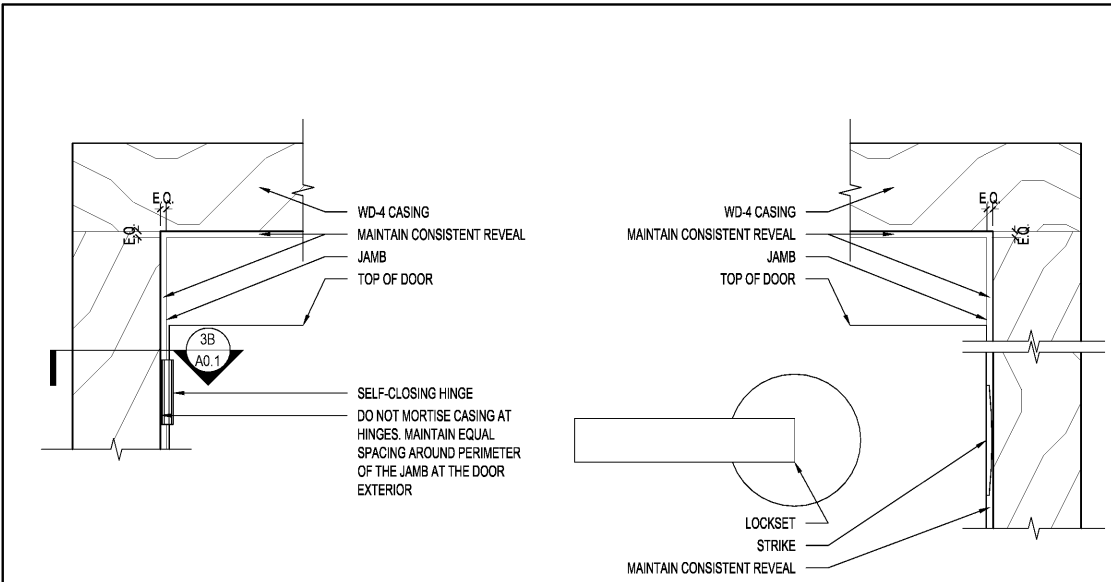 E.Q.
E.Q.
WD-4 CASING
MAINTAIN CONSISTENT REVEAL
JAMB
TOP OF DOOR
3B
A0.1
SELF-CLOSING HINGE
DO NOT MORTISE CASING AT
HINGES. MAINTAIN EQUAL
SPACING AROUND PERIMETER
OF THE JAMB AT THE DOOR
EXTERIOR
E.Q.
E.Q.
WD-4 CASING
MAINTAIN CONSISTENT REVEAL
JAMB
TOP OF DOOR
LOCKSET
STRIKE
MAINTAIN CONSISTENT REVEAL